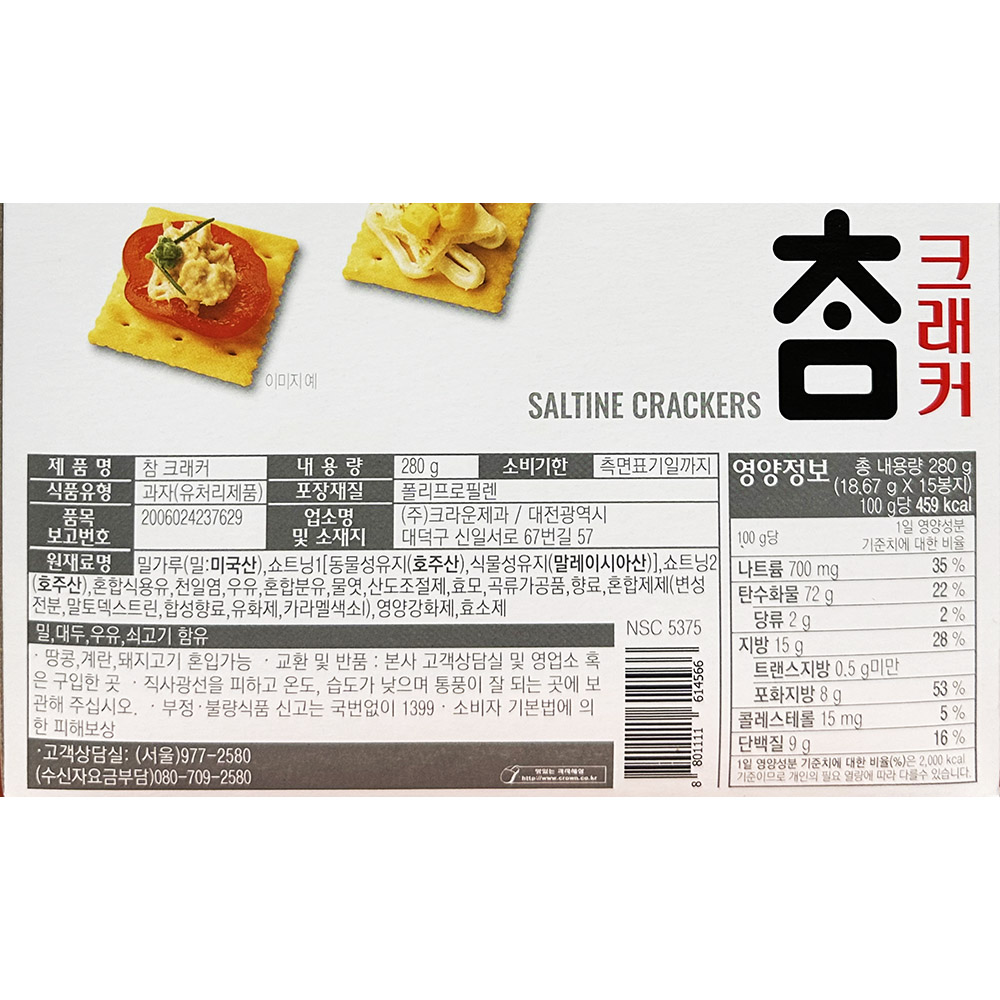 참
크래커
이미지 예
SALTINE CRACKERS
제 품 명 참 크래커 내 용 량 280 g 소비기한 측면표기일까지
식품유형 과자(유처리제품) 포장재질 폴리프로필렌
품목 보고번호 2006024237629 업소명 및 소재지 (주)크라운제과 / 대전광역시 대덕구 신일서로 67번길 57
원재료명 밀가루(밀:미국산),쇼트닝1[동물성유지(호주산),식물성유지(말레이시아산)],쇼트닝2
(호주산),혼합식용유,천일염,우유,혼합분유,물엿,산도조절제,효모,곡류가공품,향료,혼합제제(변성
전분,말토덱스트린,합성향료,유화제,카라멜색소Ⅰ),영양강화제,효소제
밀,대두,우유,쇠고기 함유
· 땅콩,계란,돼지고기 혼입가능 · 교환 및 반품 : 본사 고객상담실 및 영업소 혹
은 구입한 곳 · 직사광선을 피하고 온도, 습도가 낮으며 통풍이 잘 되는 곳에 보
관해 주십시오. · 부정·불량식품 신고는 국번없이 1399 · 소비자 기본법에 의
한 피해보상
· 고객상담실: (서울)977-2580
(수신자요금부담)080-709-2580
맛있는 크라운제과
http://www.crown.co.kr
NSC 5375
8 801111 614566
영양정보 총 내용량 280 g
(18.67 g X 15봉지)
100 g당 459 kcal
100 g당 1일 영양성분
기준치에 대한 비율
나트륨 700 mg 35 %
탄수화물 72 g 22 %
당류 2 g 2 %
지방 15 g 28 %
트랜스지방 0.5 g미만
포화지방 8 g 53 %
콜레스테롤 15 mg 5 %
단백질 9 g 16 %
1일 영양성분 기준치에 대한 비율(%)은 2,000 kcal
기준이므로 개인의 필요 열량에 따라 다를수 있습니다.